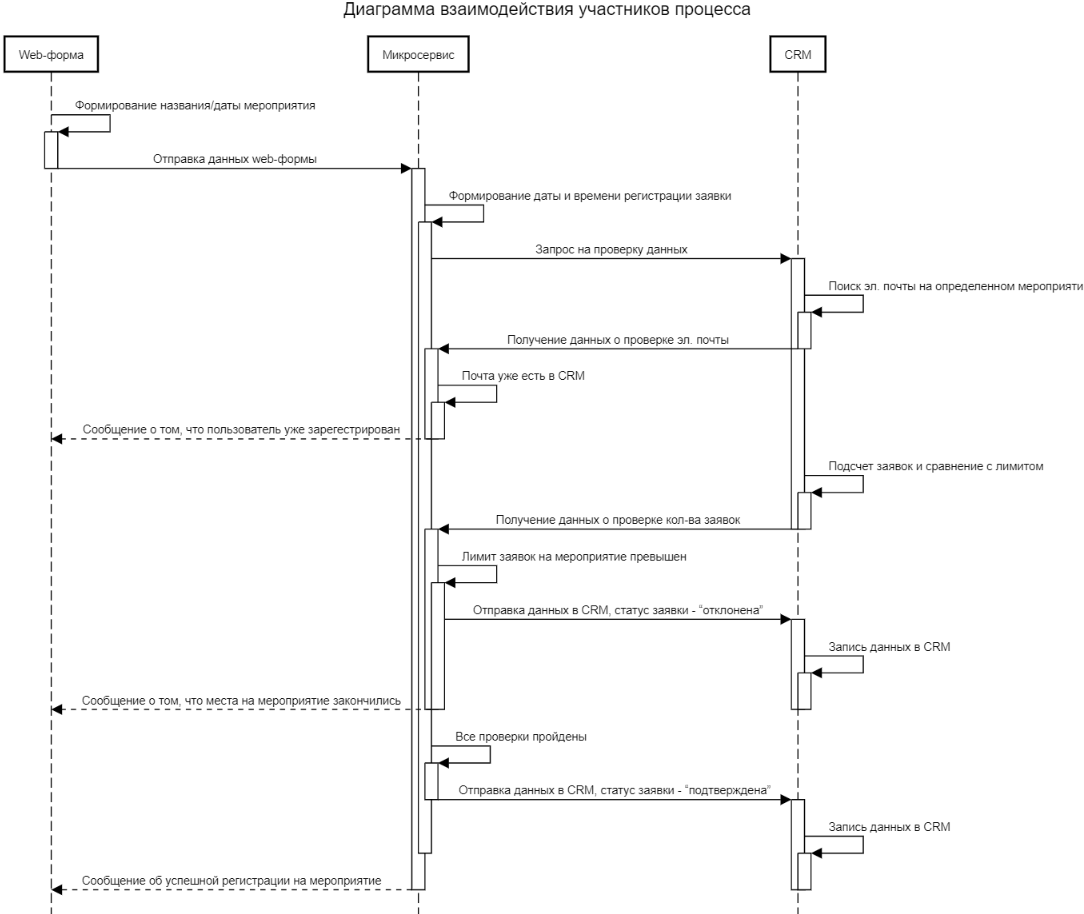 Диаграмма взаимодействия участников процесса
Web-форма
Микросервис
CRM
Формирование названия/даты мероприятия
Отправка данных web-формы
Формирование даты и времени регистрации заявки
Запрос на проверку данных
Поиск эл. почты на определенном мероприяти
Получение данных о проверке эл. почты
Почта уже есть в CRM
Сообщение о том, что пользователь уже зарегестрирован
Подсчет заявок и сравнение с лимитом
Получение данных о проверке кол-ва заявок
Лимит заявок на мероприятие превышен
Отправка данных в CRM, статус заявки - “отклонена”
Запись данных в CRM
Сообщение о том, что места на мероприятие закончились
Все проверки пройдены
Отправка данных в CRM, статус заявки - “подтверждена”
Запись данных в CRM
Сообщение об успешной регистрации на мероприятие